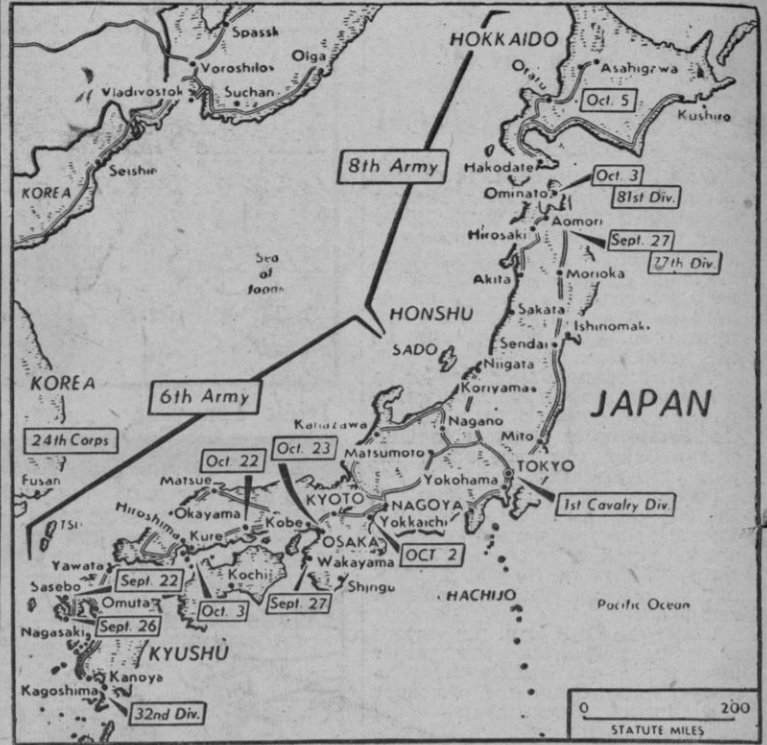 Spassk
Voroshilov
Olga
Vladivostok
Suchan
Seishin
KOREA
Sea
of
Japan
8th Army
HOKKAIDO
Otaru
Asahigawa
Oct. 5
Kushiro
Hakodate
Ominato
Oct. 3
81st Div.
Aomori
Hirosaki
Sept. 27
77th Div.
Akita
Morioka
HONSHU
Sakata
Ishinomak.
SADO
Sendai
Niigata
Koriyama
JAPAN
KOREA
6th Army
24th Corps
Fusan
Kanazawa
Nagano
Mito
Matsumoto
TOKYO
Oct. 22
Oct. 23
Yokohama
1st Cavalry Div.
Matsue
KYOTO
NAGOYA
Okayama
Yokkaichi
Hiroshima
Kure
Kobe
OSAKA
OCT 2
TSI
Yawata
Wakayama
Kochi
Shingu
Sept. 22
Sasebo
Omuta
Oct. 3
Sept. 27
HACHIJO
Pacific Ocean
Sept. 26
Nagasaki
KYUSHU
Kanoya
Kagoshima
32nd Div.
0 200
STATUTE MILES